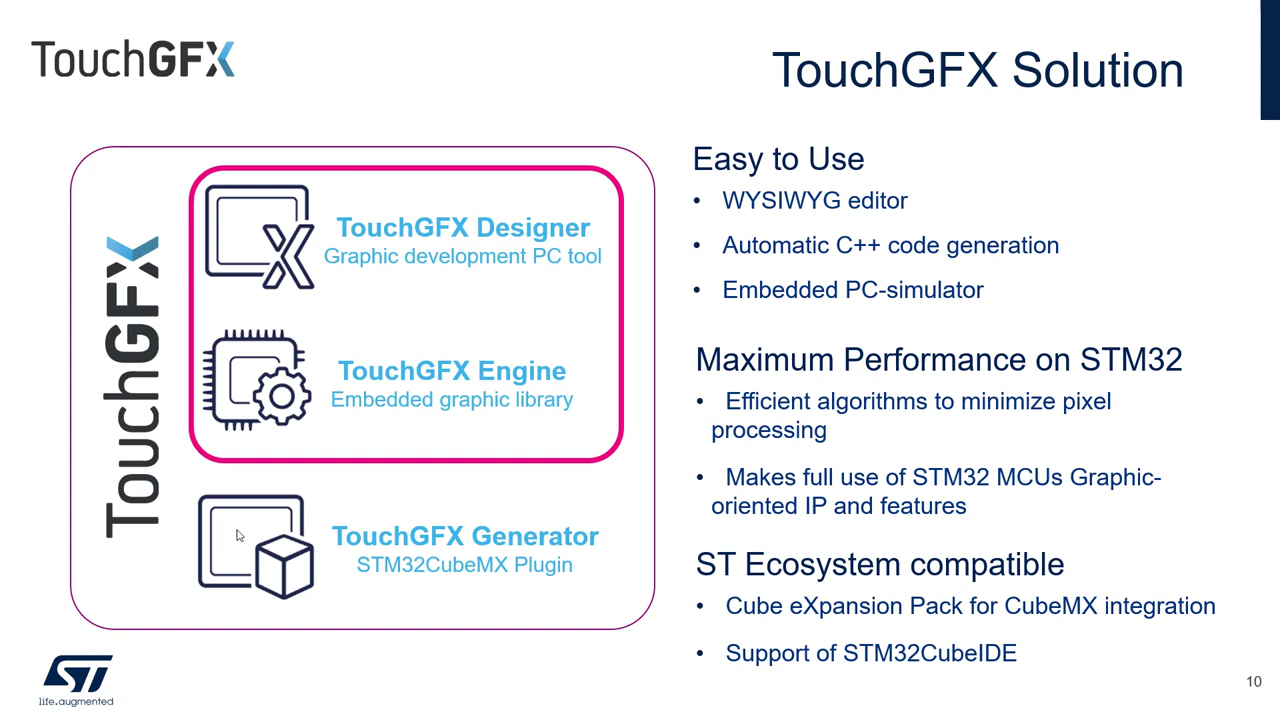 TouchGFX
TouchGFX Solution
TouchGFX
TouchGFX Designer
Graphic development PC tool
TouchGFX Engine
Embedded graphic library
TouchGFX Generator
STM32CubeMX Plugin
Easy to Use
• WYSIWYG editor
• Automatic C++ code generation
• Embedded PC-simulator
Maximum Performance on STM32
• Efficient algorithms to minimize pixel
processing
• Makes full use of STM32 MCUs Graphic-
oriented IP and features
ST Ecosystem compatible
• Cube eXpansion Pack for CubeMX integration
• Support of STM32CubeIDE
ST
life.augmented
10